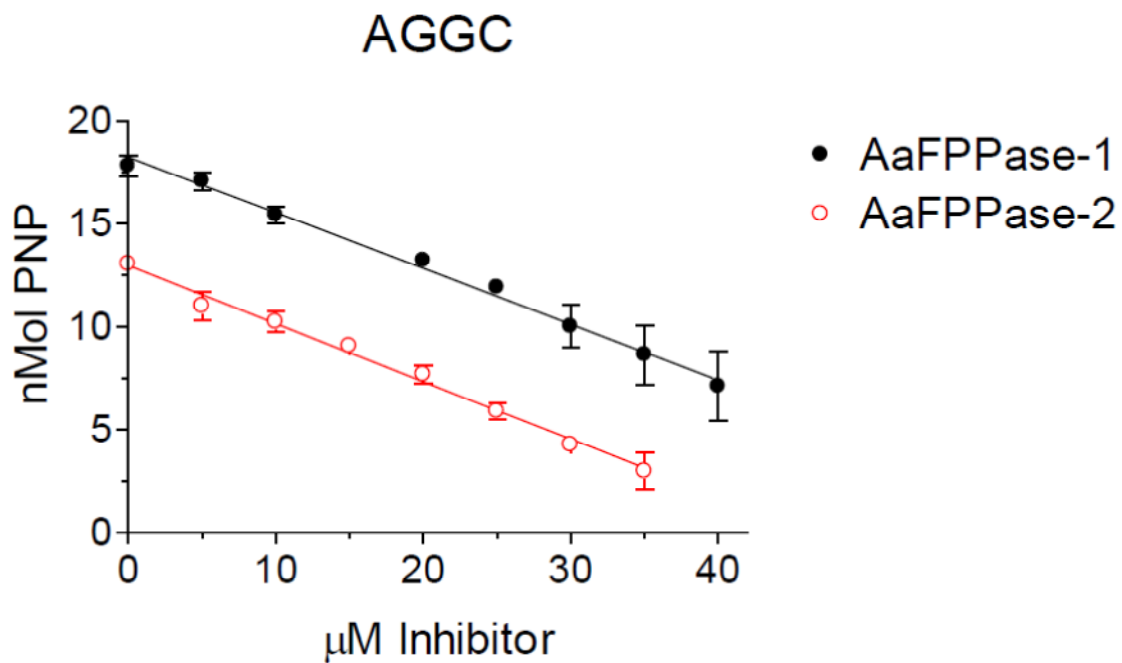 AGGC
20
15
10
5
0
nMol PNP
0 10 20 30 40
μM Inhibitor
AaFPPase-1
AaFPPase-2